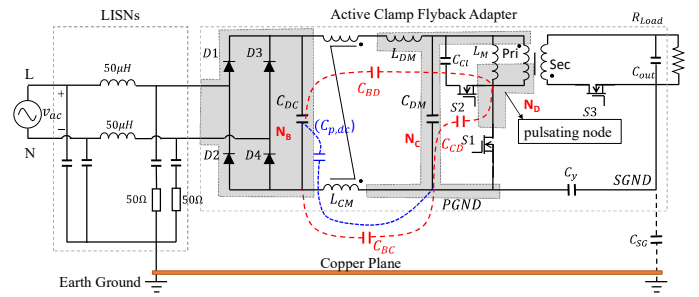 LISNs
Active Clamp Flyback Adapter
R_Load
D1
D3
L_DM
L_M
Pri
Sec
50μH
C_Cl
C_out
L
C_BD
S2
S3
+
v_ac
C_DC
C_DM
N_D
−
50μH
N_B
(C_p,dc)
N_C
C_CD
S1
pulsating node
N
D2
D4
C_y
SGND
50Ω
50Ω
L_CM
PGND
C_BC
C_SG
Copper Plane
Earth Ground